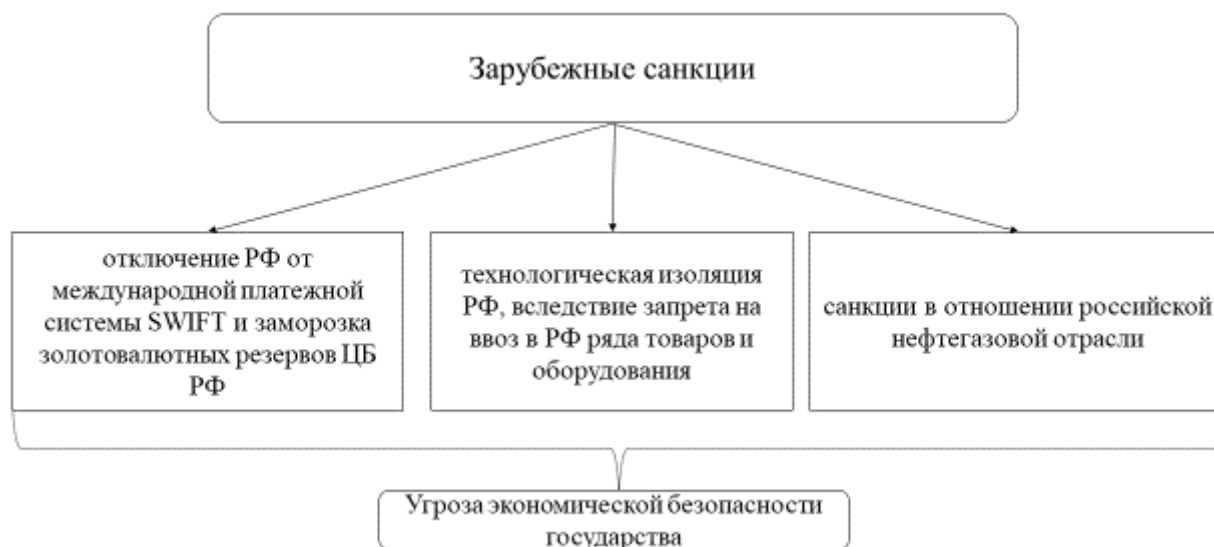 Зарубежные санкции
отключение РФ от
международной платежной
системы SWIFT и заморозка
золотовалютных резервов ЦБ
РФ
технологическая изоляция
РФ, вследствие запрета на
ввоз в РФ ряда товаров и
оборудования
санкции в отношении российской
нефтегазовой отрасли
Угроза экономической безопасности
государства